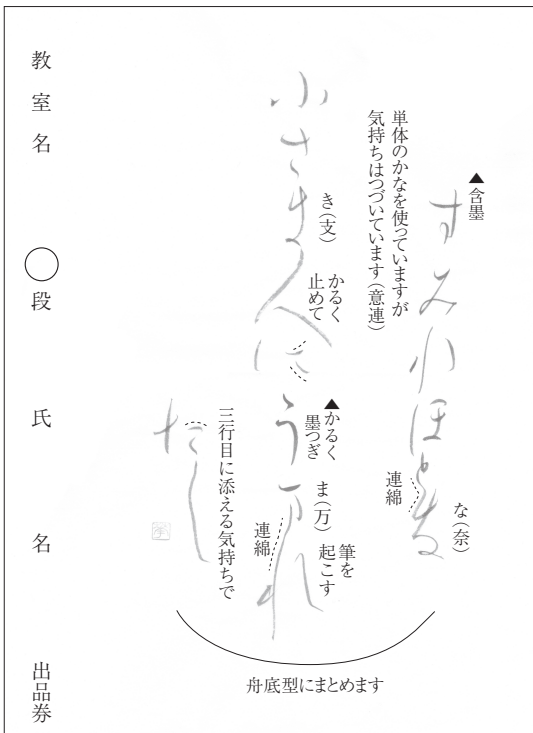 ▲含墨
すみれほとな
な(奈)
連綿
単体のかなを使っていますが
気持ちはつづいています(意連)
小さき人に
き(支)
かるく
止めて
▲かるく
墨つぎ
うまれ
ま(万)
筆を
起こす
連綿
三行目に添える気持ちで
たし
舟底型にまとめます
教室名 ○段 氏名 出品券